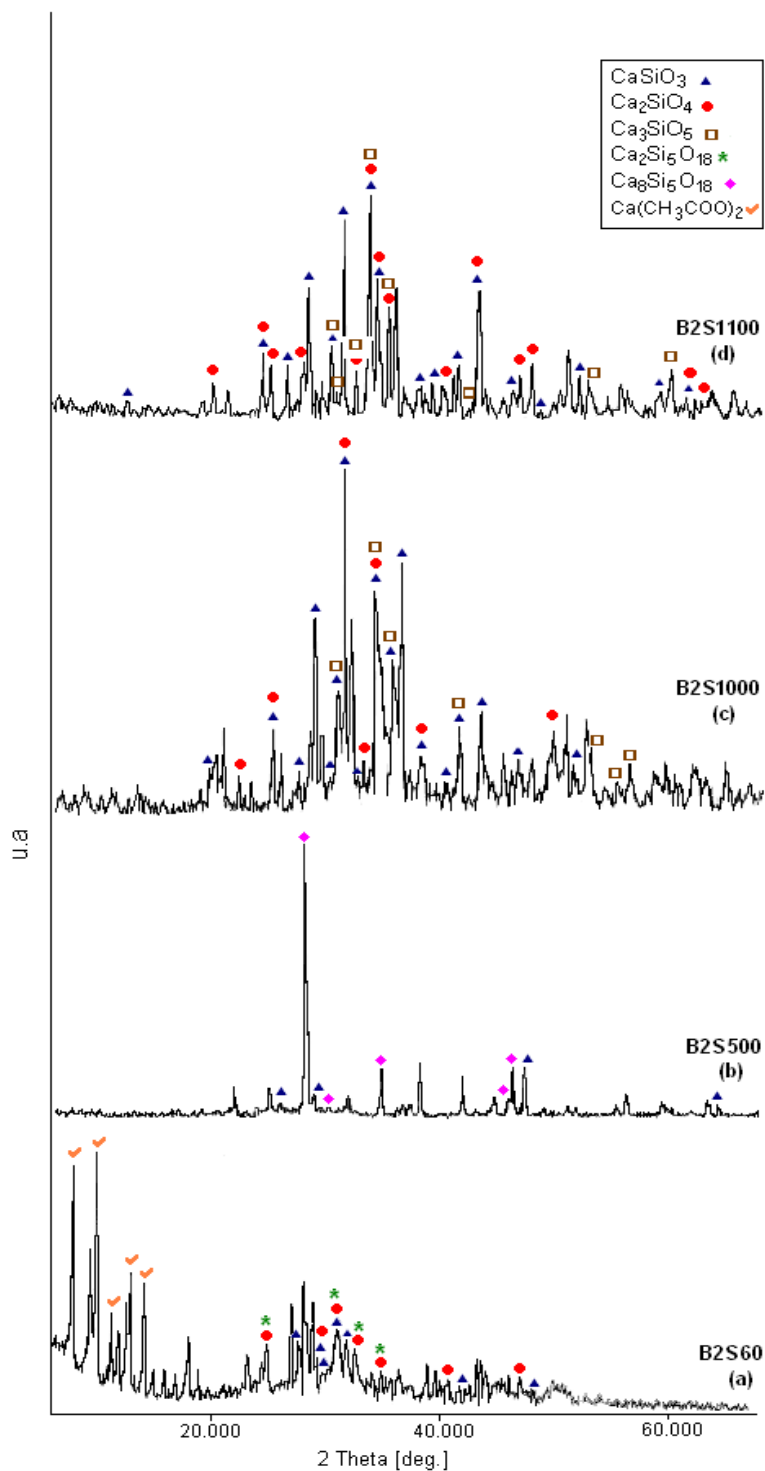 CaSiO₃
Ca₂SiO₄
Ca₃SiO₅
Ca₂Si₅O₁₈
Ca₈Si₅O₁₈
Ca(CH₃COO)₂
B2S1100
(d)
B2S1000
(c)
u.a
B2S500
(b)
B2S60
(a)
20.000 40.000 60.000
2 Theta [deg.]